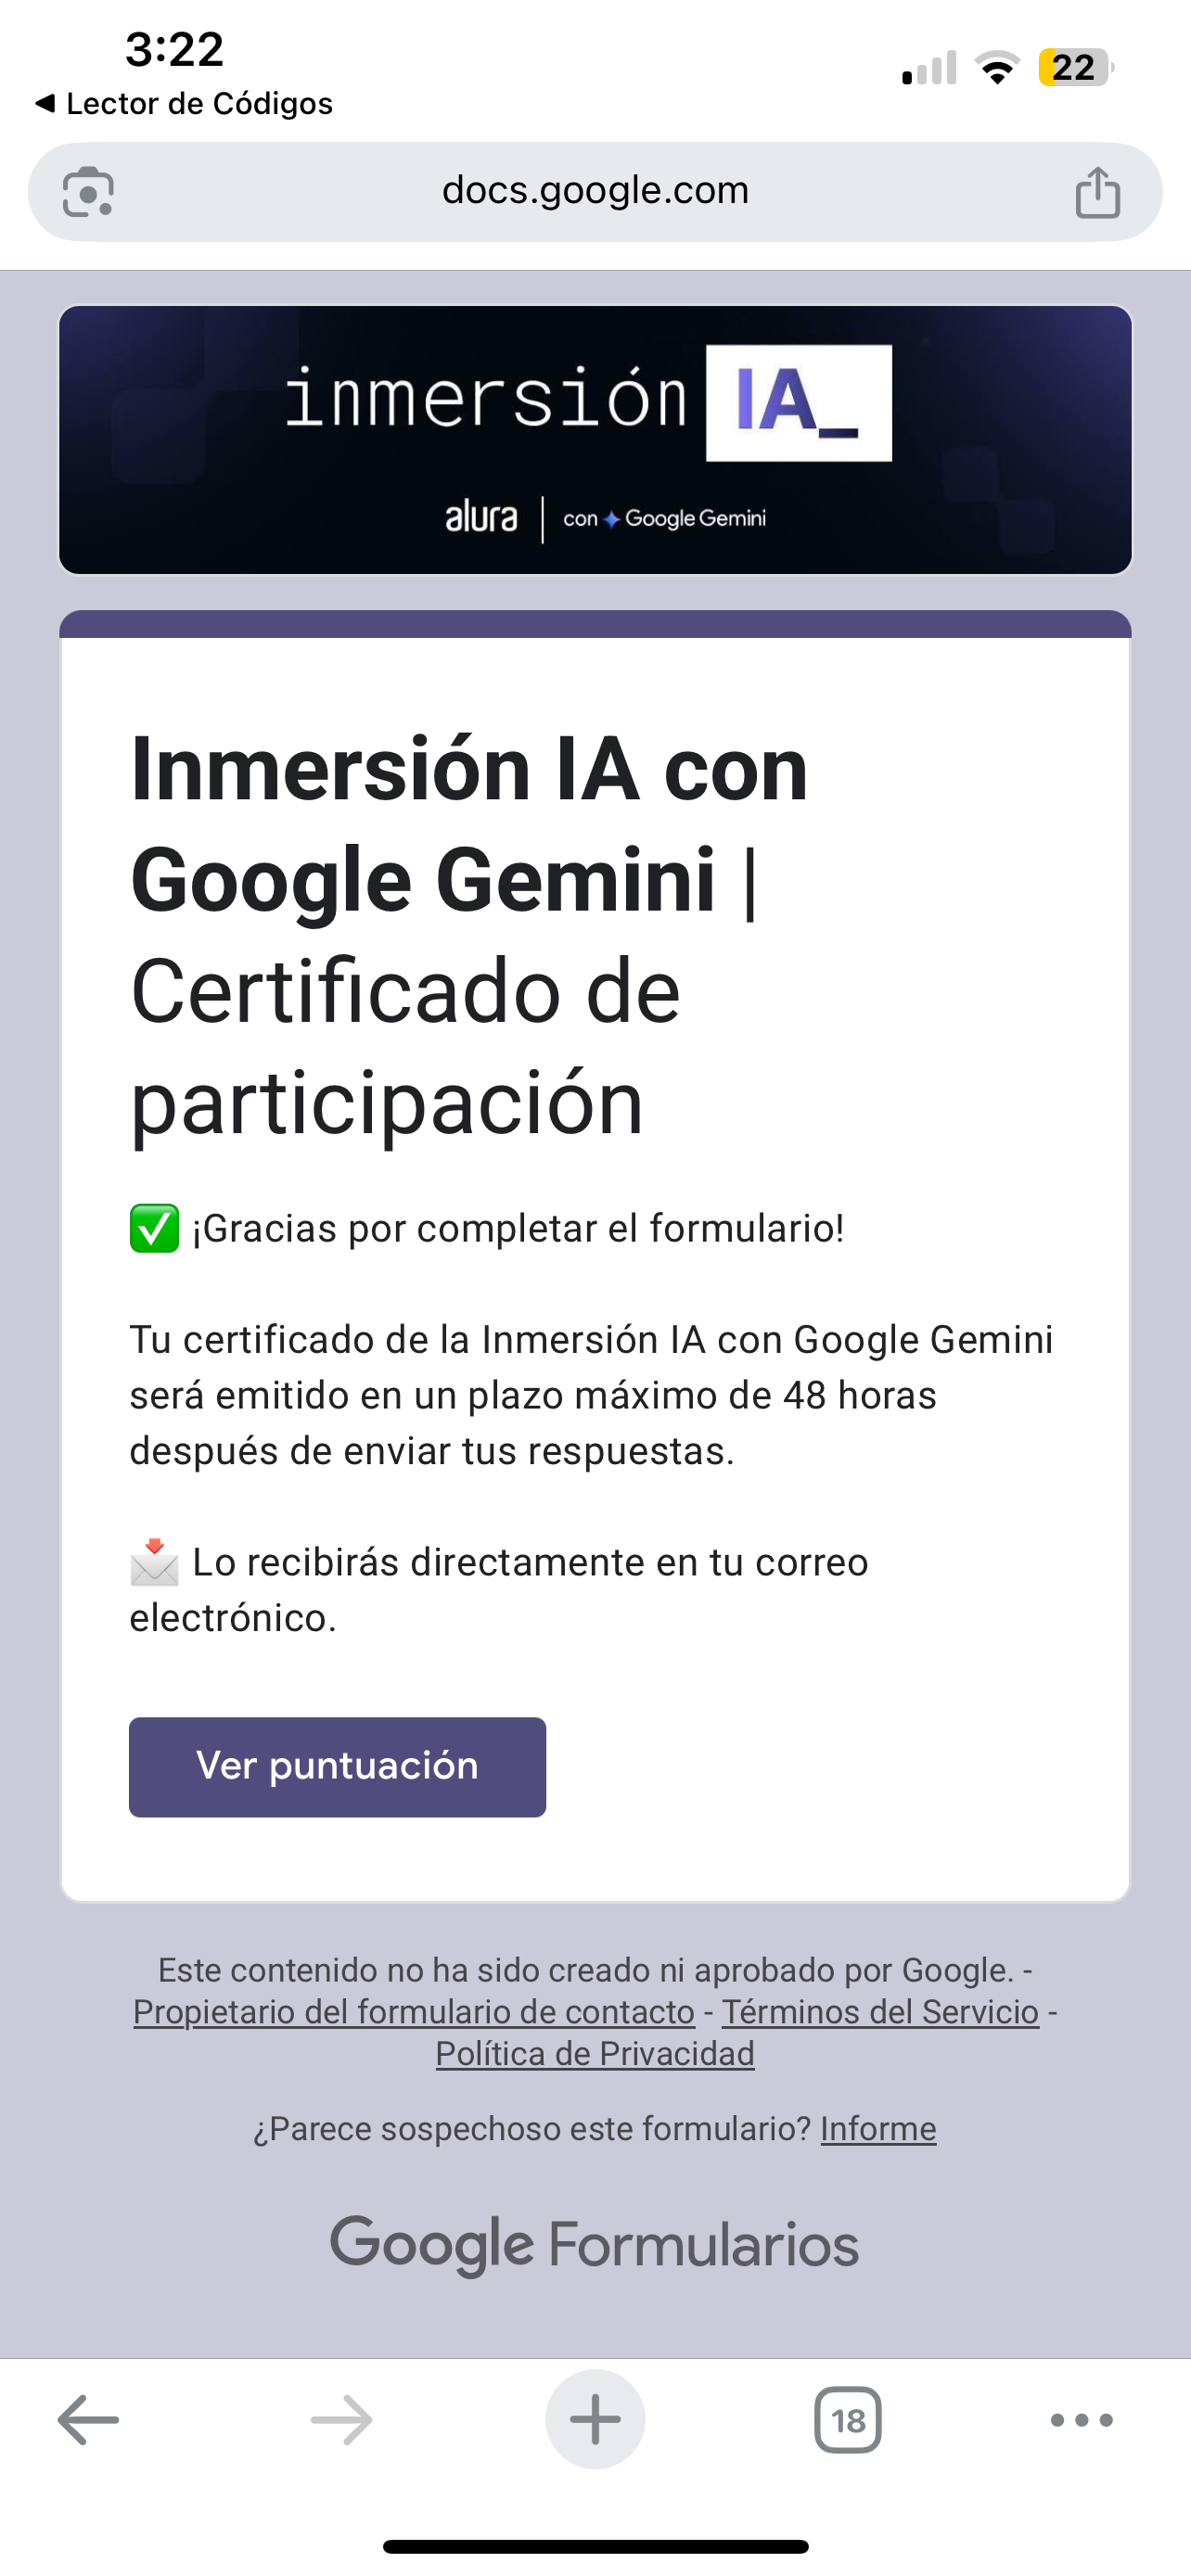 3:22
22
◀ Lector de Códigos
docs.google.com
inmersión IA_
alura | con Google Gemini
Inmersión IA con
Google Gemini |
Certificado de
participación
✅ ¡Gracias por completar el formulario!
Tu certificado de la Inmersión IA con Google Gemini
será emitido en un plazo máximo de 48 horas
después de enviar tus respuestas.
📩 Lo recibirás directamente en tu correo
electrónico.
Ver puntuación
Este contenido no ha sido creado ni aprobado por Google. -
Propietario del formulario de contacto - Términos del Servicio -
Política de Privacidad
¿Parece sospechoso este formulario? Informe
Google Formularios
18